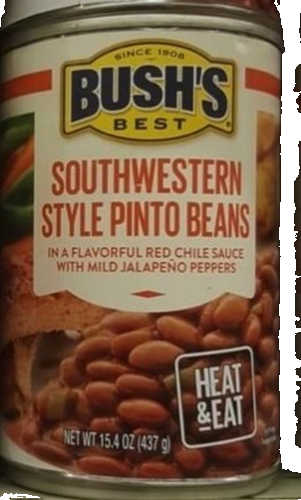 SINCE 1908
BUSH'S
BEST
SOUTHWESTERN
STYLE PINTO BEANS
IN A FLAVORFUL RED CHILE SAUCE
WITH MILD JALAPEÑO PEPPERS
HEAT
& EAT
NET WT 15.4 OZ (437 g)